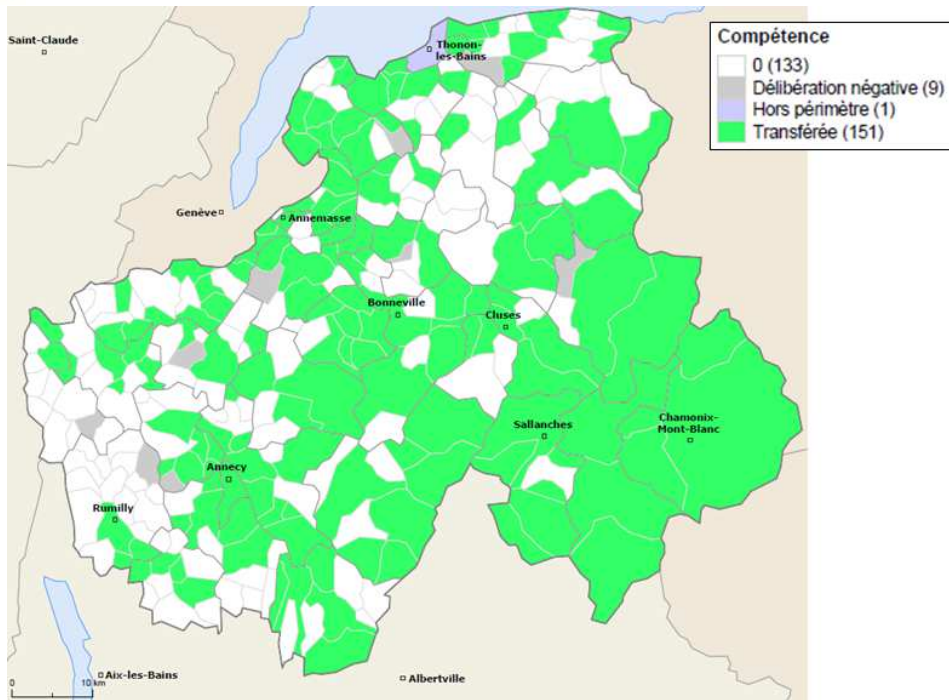 Saint-Claude
Thonon-
les-Bains
Compétence
0 (133)
Délibération négative (9)
Hors périmètre (1)
Transférée (151)
Genève
Annemasse
Bonneville
Cluses
Sallanches
Chamonix-
Mont-Blanc
Annecy
Rumilly
Aix-les-Bains
Albertville
0
10 km